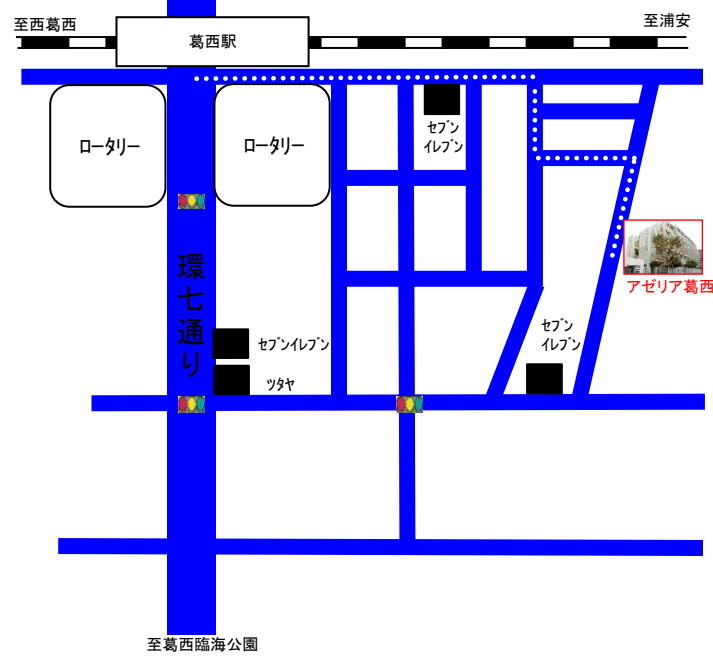 至西葛西
至浦安
葛西駅
ロータリー
ロータリー
セブン
イレブン
環七通り
アゼリア葛西
セブンイレブン
セブン
イレブン
ツタヤ
至葛西臨海公園